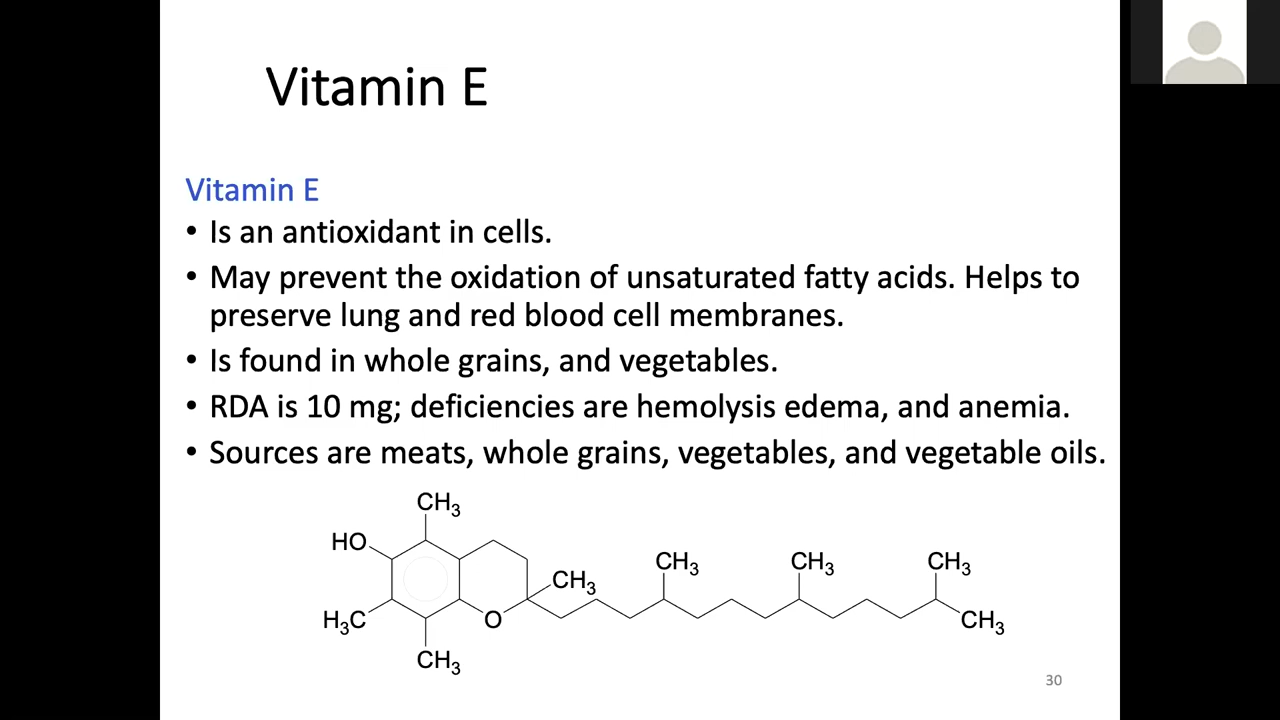 Vitamin E
Vitamin E
• Is an antioxidant in cells.
• May prevent the oxidation of unsaturated fatty acids. Helps to
preserve lung and red blood cell membranes.
• Is found in whole grains, and vegetables.
• RDA is 10 mg; deficiencies are hemolysis edema, and anemia.
• Sources are meats, whole grains, vegetables, and vegetable oils.
CH₃
HO
CH₃ CH₃ CH₃
CH₃
H₃C O CH₃
CH₃
30